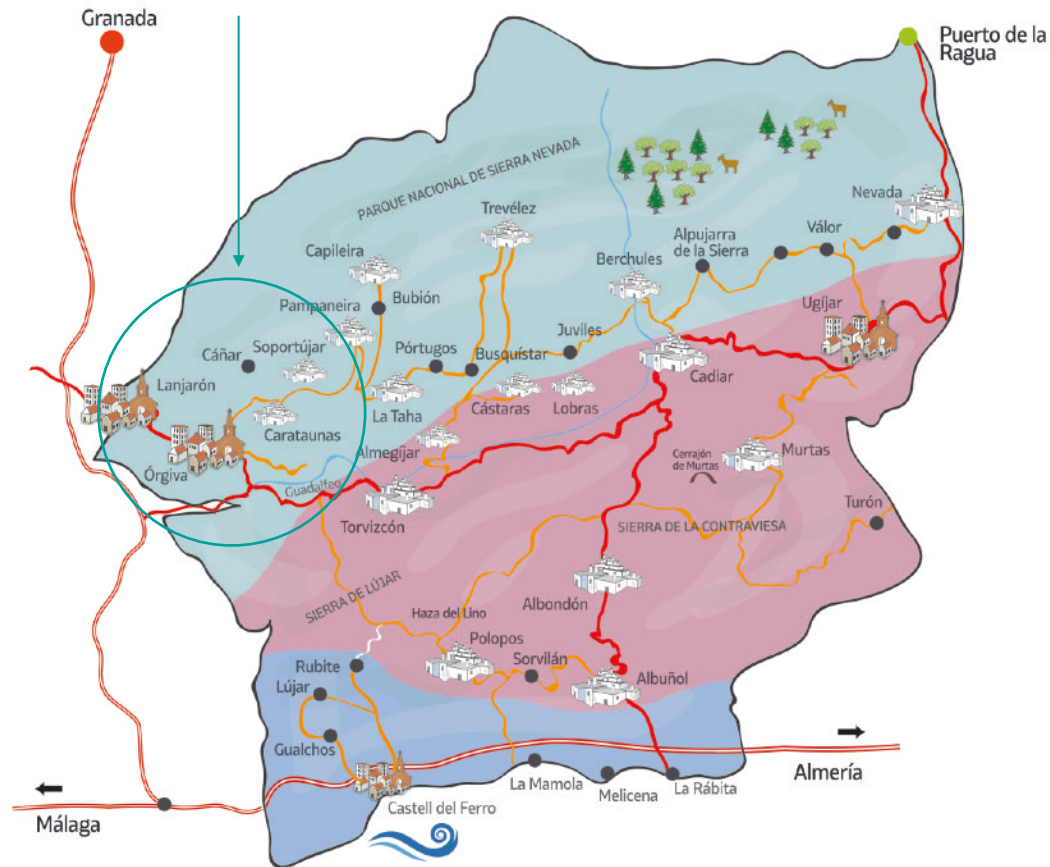 Granada
Puerto de la
Ragua
PARQUE NACIONAL DE SIERRA NEVADA
Nevada
Trevélez
Válor
Alpujarra
de la Sierra
Capileira
Berchules
Bubión
Pampaneira
Ugíjar
Juviles
Soportújar
Cáñar
Pórtugos
Busquístar
Cadiar
Lanjarón
La Taha
Cástaras
Lobras
Carataunas
Almegíjar
Murtas
Cerrajón
de Murtas
Órgiva
Guadalfeo
Turón
Torvizcón
SIERRA DE LA CONTRAVIESA
SIERRA DE LÚJAR
Albondón
Haza del Lino
Polopos
Rubite
Sorvilán
Albuñol
Lújar
Gualchos
Almería
La Mamola
La Rábita
Melicena
Castell del Ferro
Málaga